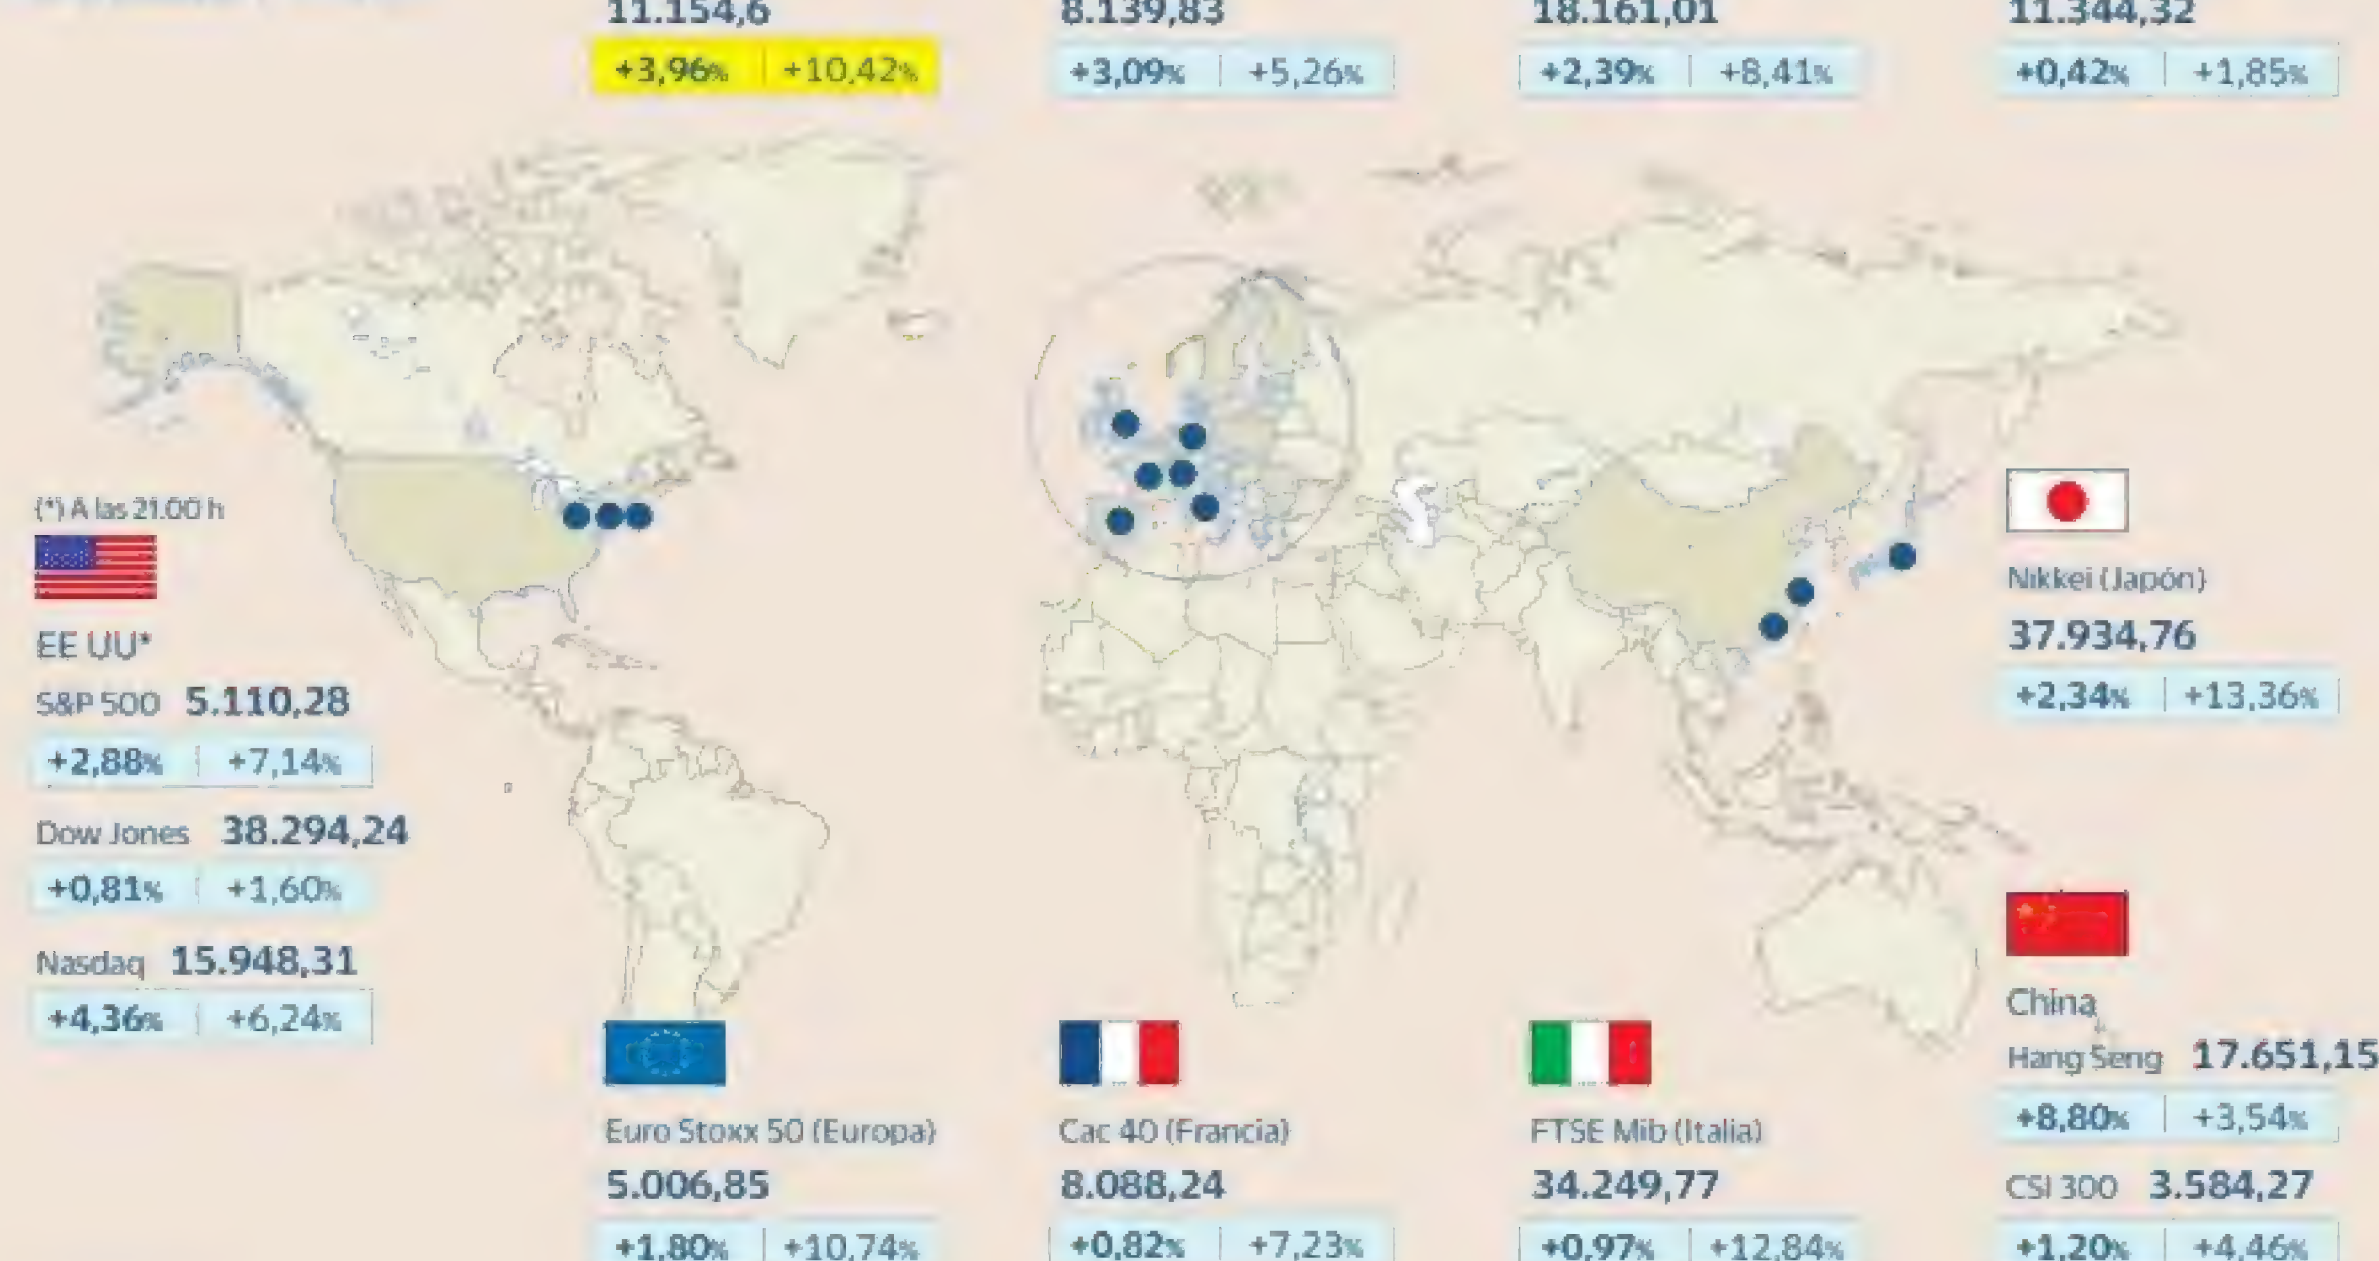 11.154,6
+3,96% +10,42%
8.139,83
+3,09% +5,26%
18.161,01
+2,39% +8,41%
11.344,32
+0,42% +1,85%
(*) A las 21.00 h
EE UU*
S&P 500 5.110,28
+2,88% +7,14%
Dow Jones 38.294,24
+0,81% +1,60%
Nasdaq 15.948,31
+4,36% +6,24%
Nikkei (Japón)
37.934,76
+2,34% +13,36%
China
Hang Seng 17.651,15
+8,80% +3,54%
CSI 300 3.584,27
+1,20% +4,46%
Euro Stoxx 50 (Europa)
5.006,85
+1,80% +10,74%
Cac 40 (Francia)
8.088,24
+0,82% +7,23%
FTSE Mib (Italia)
34.249,77
+0,97% +12,84%